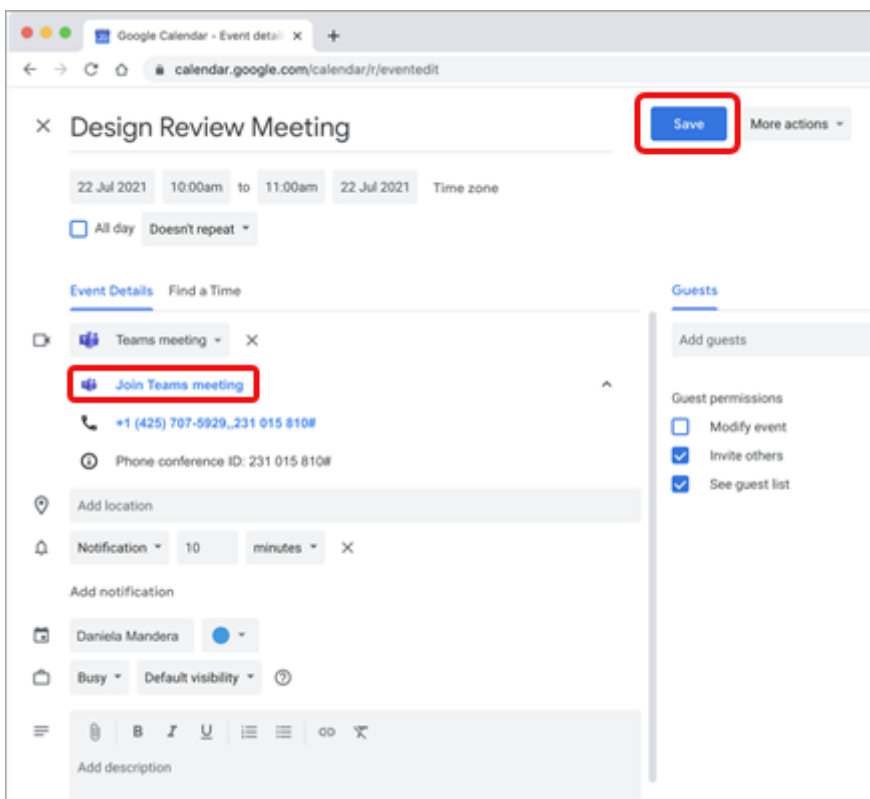 Google Calendar - Event detai
calendar.google.com/calendar/r/eventedit
Design Review Meeting
Save
More actions
22 Jul 2021 10:00am to 11:00am 22 Jul 2021 Time zone
All day Doesn't repeat
Event Details Find a Time
Guests
Teams meeting
Add guests
Join Teams meeting
Guest permissions
+1 (425) 707-5929,,231 015 810#
Modify event
Phone conference ID: 231 015 810#
Invite others
See guest list
Add location
Notification 10 minutes
Add notification
Daniela Mandera
Busy Default visibility
B I U
Add description